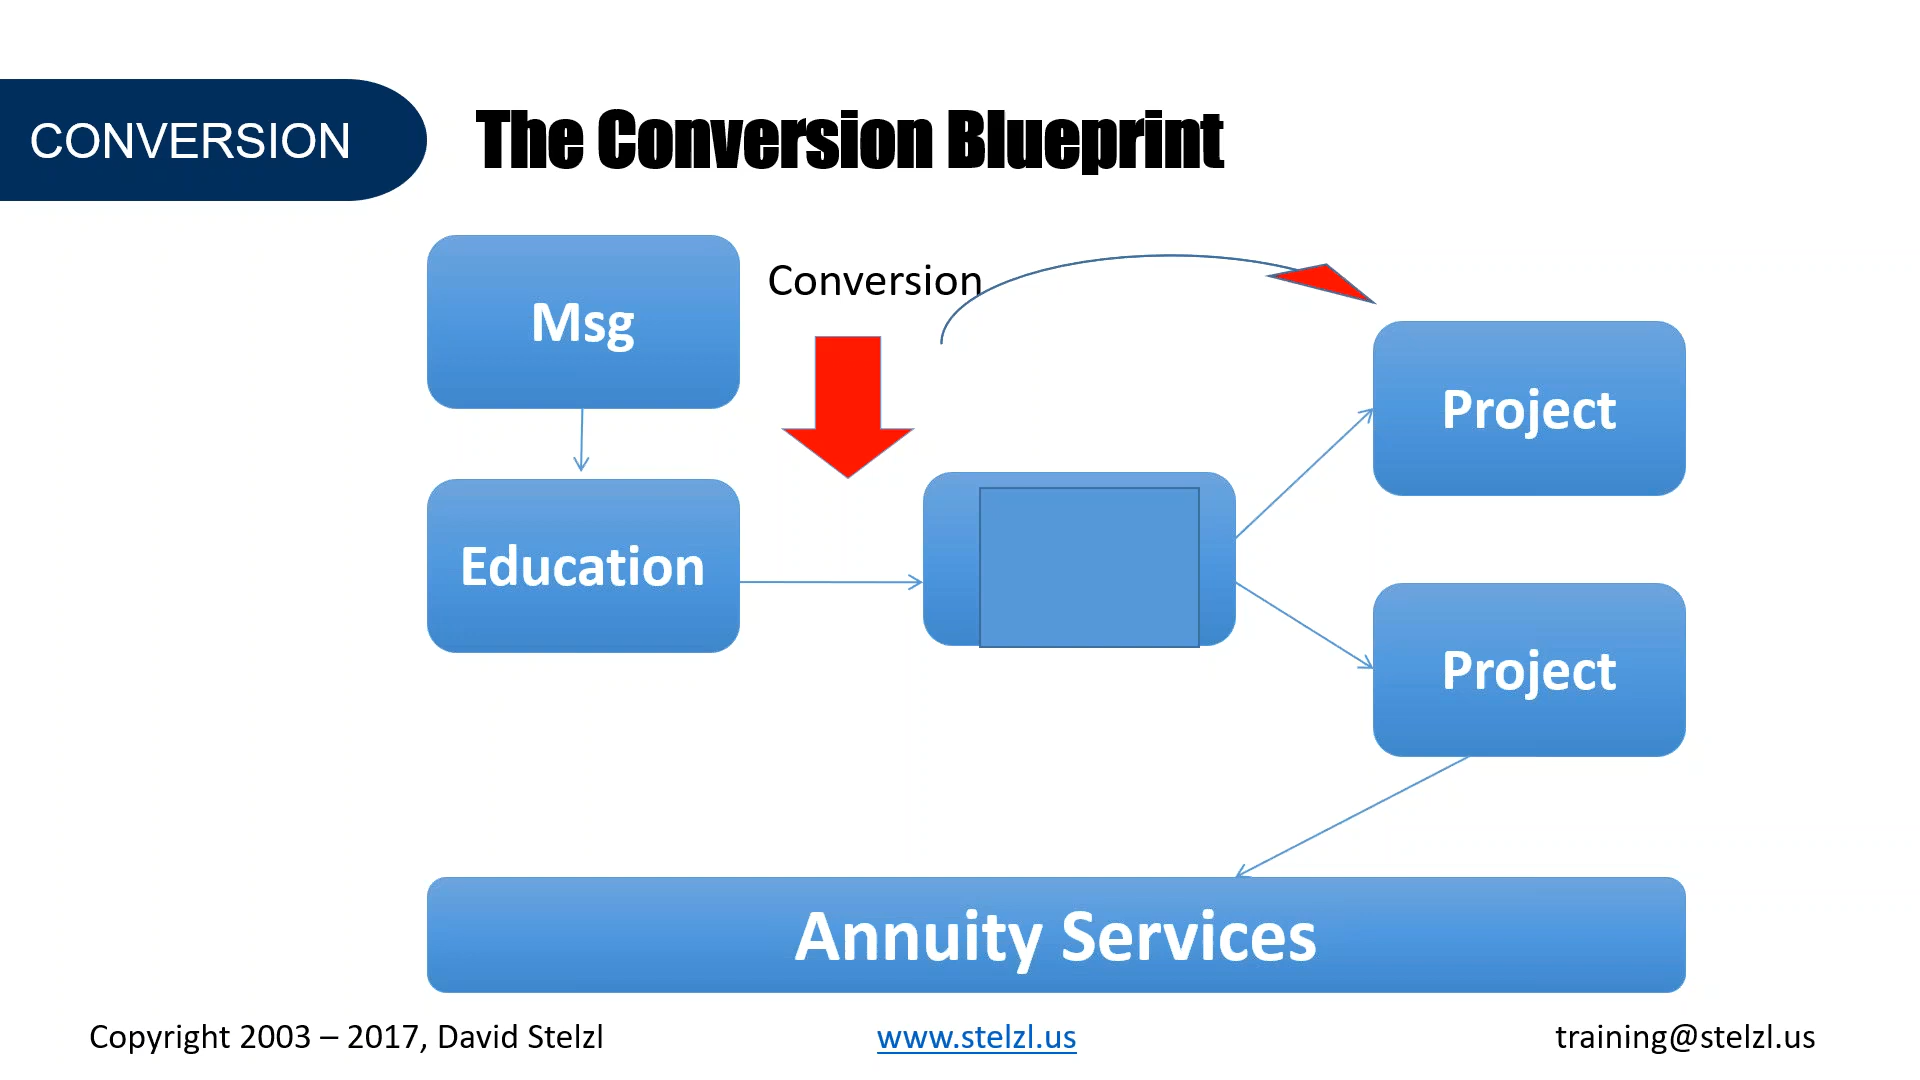 CONVERSION
The Conversion Blueprint
Msg
Conversion
Project
Education
Project
Annuity Services
Copyright 2003 – 2017, David Stelzl
www.stelzl.us
training@stelzl.us